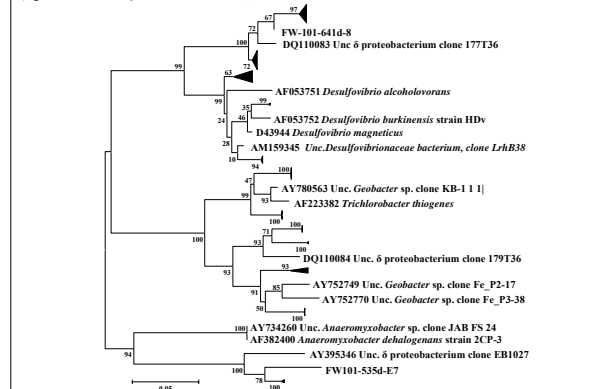 97
67
FW-101-641d-8
72
DQ110083 Unc δ proteobacterium clone 177T36
100
72
99
63
99
AF053751 Desulfovibrio alcoholovorans
99
35
24
AF053752 Desulfovibrio burkinensis strain HDv
46
D43944 Desulfovibrio magneticus
28
AM159345 Unc.Desulfovibrionaceae bacterium, clone LrhB38
10
94
100
47
AY780563 Unc. Geobacter sp. clone KB-1 1 1|
99
93
AF223382 Trichlorobacter thiogenes
100
100
71
100
93
100
DQ110084 Unc. δ proteobacterium clone 179T36
93
93
AY752749 Unc. Geobacter sp. clone Fe_P2-17
91
85
AY752770 Unc. Geobacter sp. clone Fe_P3-38
50
100
AY734260 Unc. Anaeromyxobacter sp. clone JAB FS 24
100
AF382400 Anaeromyxobacter dehalogenans strain 2CP-3
94
AY395346 Unc. δ proteobacterium clone EB1027
100
FW101-535d-E7
78
0.05